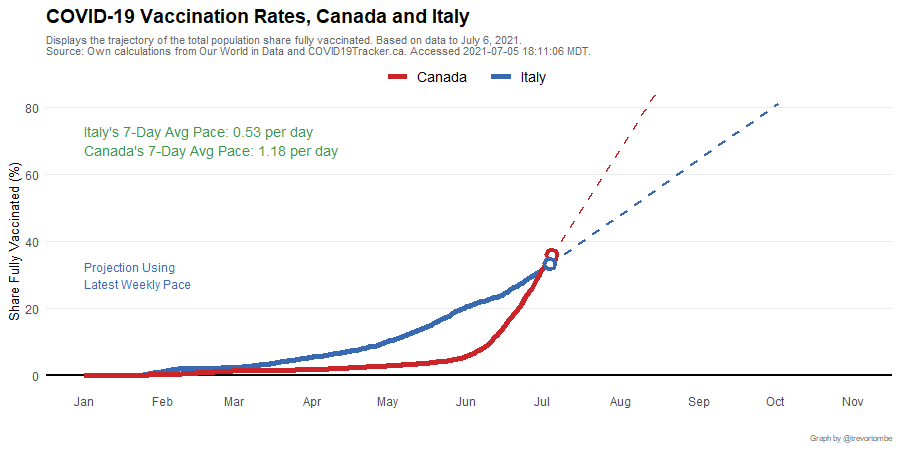 COVID-19 Vaccination Rates, Canada and Italy
Displays the trajectory of the total population share fully vaccinated. Based on data to July 6, 2021.
Source: Own calculations from Our World in Data and COVID19Tracker.ca. Accessed 2021-07-05 18:11:06 MDT.
Canada Italy
Share Fully Vaccinated (%)
80
60
40
20
0
Italy's 7-Day Avg Pace: 0.53 per day
Canada's 7-Day Avg Pace: 1.18 per day
Projection Using
Latest Weekly Pace
Jan Feb Mar Apr May Jun Jul Aug Sep Oct Nov
Graph by @trevortombe